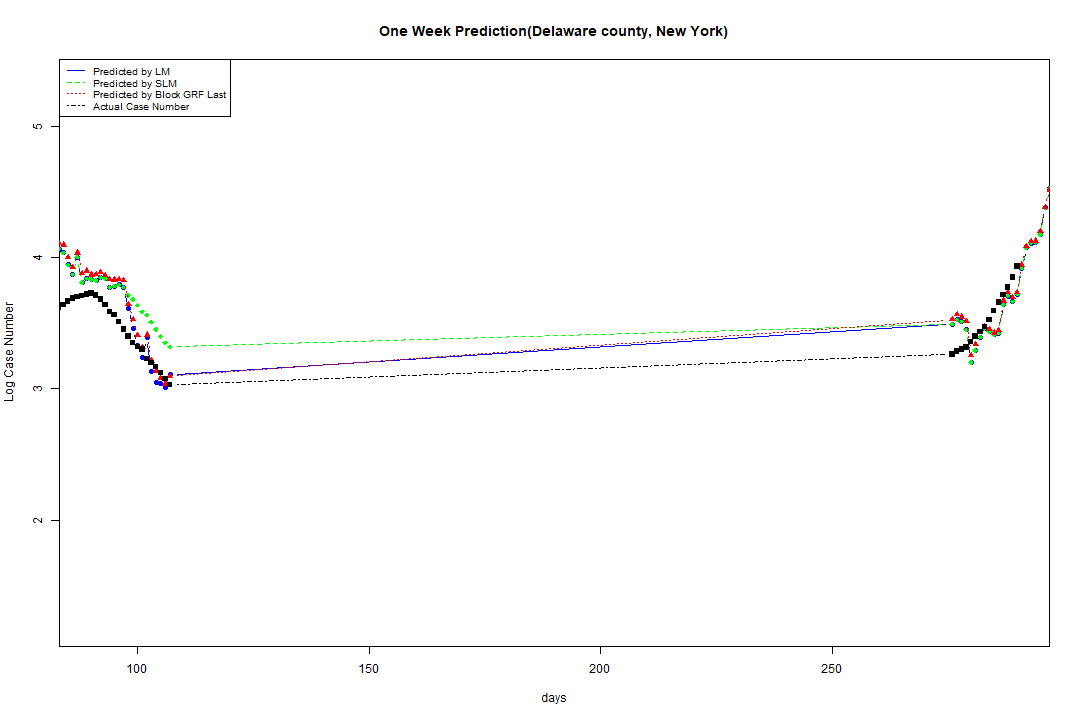 One Week Prediction(Delaware county, New York)
Predicted by LM
Predicted by SLM
Predicted by Block GRF Last
Actual Case Number
Log Case Number
5
4
3
2
100 150 200 250
days